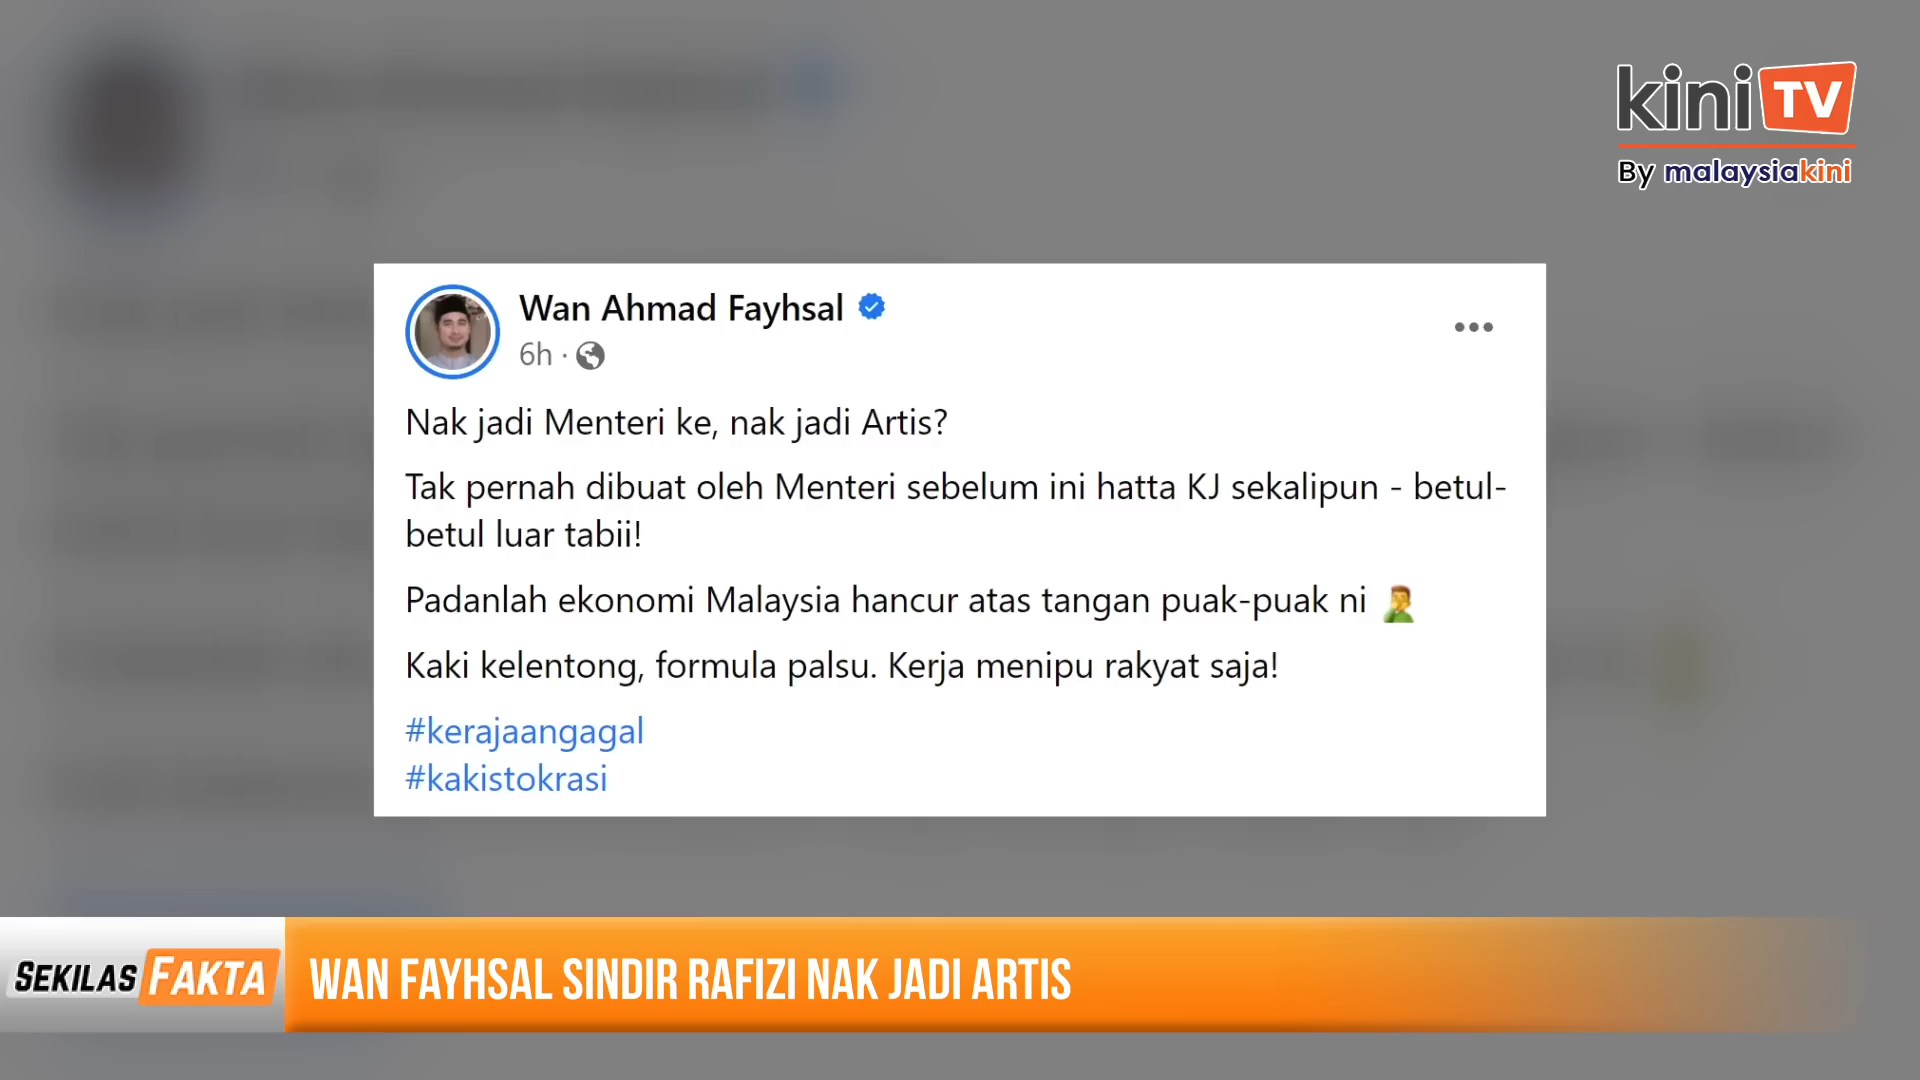 kini TV
By malaysiakini
Wan Ahmad Fayhsal
6h ·
Nak jadi Menteri ke, nak jadi Artis?
Tak pernah dibuat oleh Menteri sebelum ini hatta KJ sekalipun - betul-
betul luar tabii!
Padanlah ekonomi Malaysia hancur atas tangan puak-puak ni 🤦‍♂️
Kaki kelentong, formula palsu. Kerja menipu rakyat saja!
#kerajaangagal
#kakistokrasi
SEKILAS FAKTA
WAN FAYHSAL SINDIR RAFIZI NAK JADI ARTIS